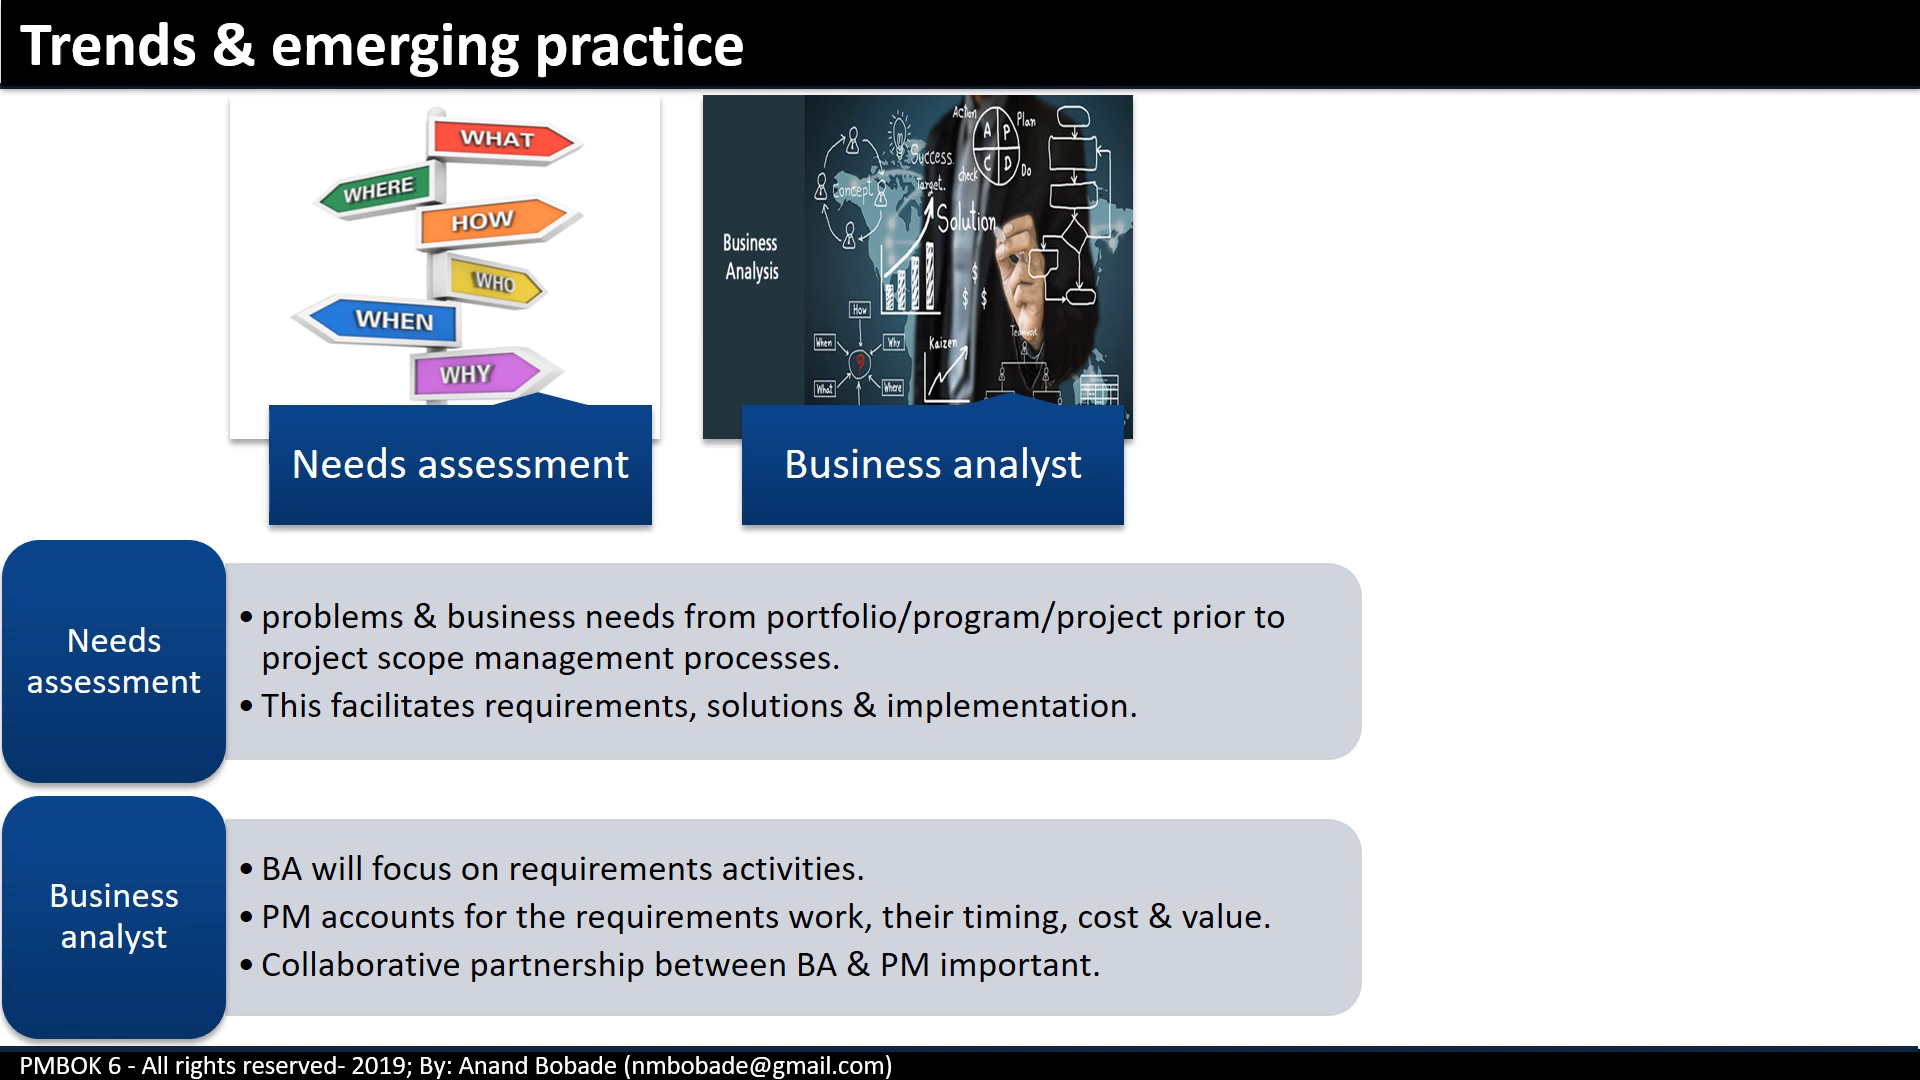 Trends & emerging practice
WHAT
WHERE
HOW
WHO
WHEN
WHY
Business
Analysis
Action
Plan
A P
C D
check
Do
Success
Concept
Target.
Solution
$
$ $
How
When
Why
?
What
Where
Kaizen
Teamwork
Needs assessment
Business analyst
Needs
assessment
• problems & business needs from portfolio/program/project prior to
project scope management processes.
• This facilitates requirements, solutions & implementation.
Business
analyst
• BA will focus on requirements activities.
• PM accounts for the requirements work, their timing, cost & value.
• Collaborative partnership between BA & PM important.
PMBOK 6 - All rights reserved- 2019; By: Anand Bobade (nmbobade@gmail.com)